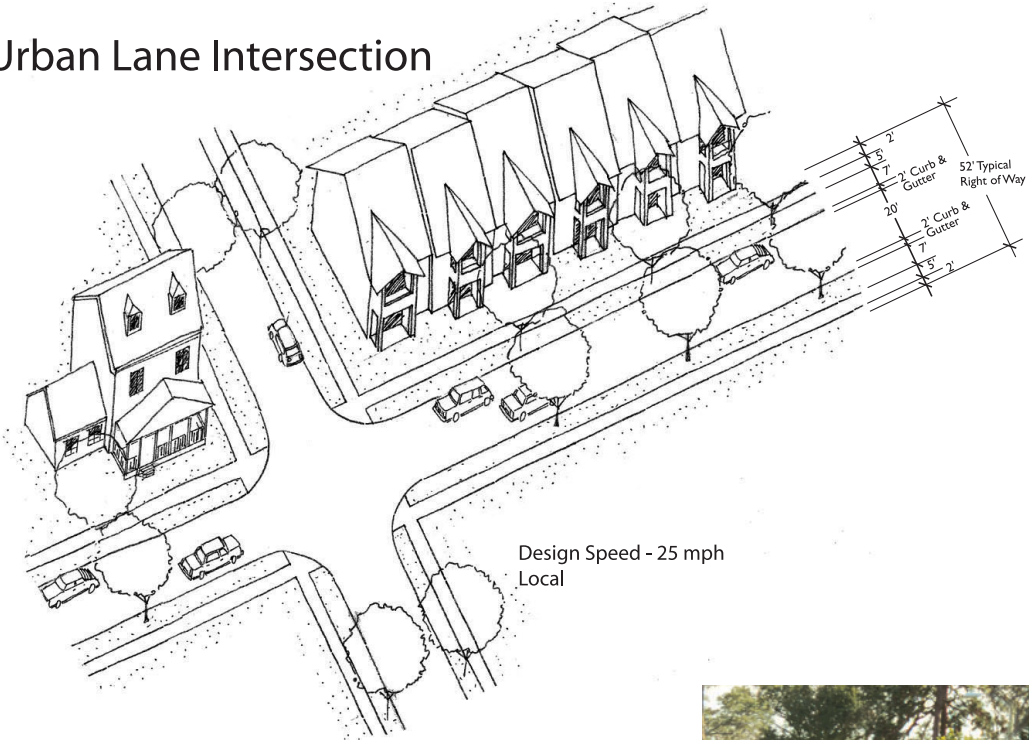 Urban Lane Intersection
2'
5'
7'
2' Curb &
Gutter
20'
2' Curb &
Gutter
7'
5'
2'
52' Typical
Right of Way
Design Speed - 25 mph
Local